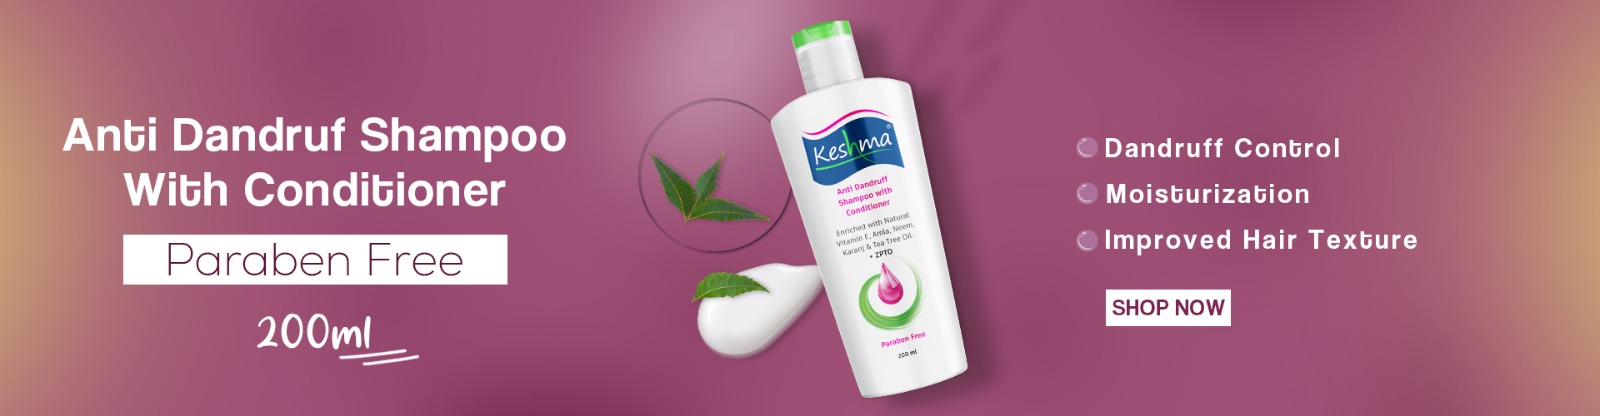 Anti Dandruf Shampoo
With Conditioner
Paraben Free
200ml
Keshma®
Anti Dandruff
Shampoo with
Conditioner
Enriched with Natural
Vitamin E, Amla, Neem,
Karanj & Tea Tree Oil.
+ ZPTO
Paraben Free
200 ml
Dandruff Control
Moisturization
Improved Hair Texture
SHOP NOW